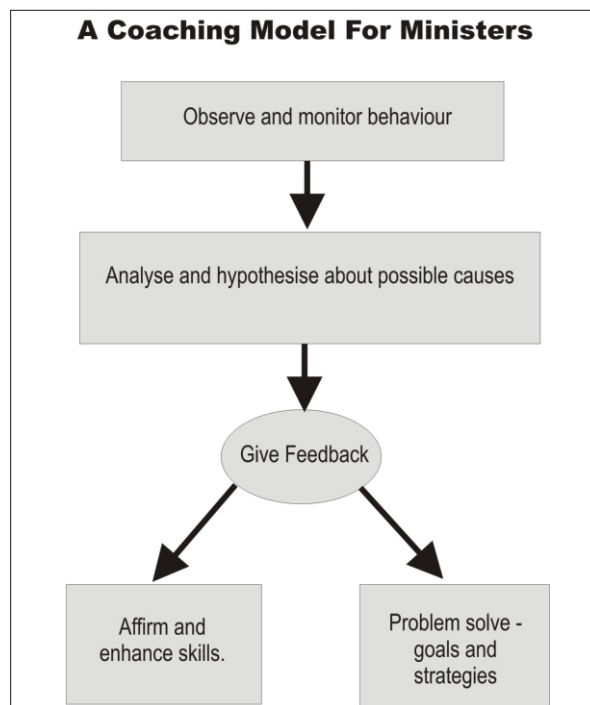 A Coaching Model For Ministers
Observe and monitor behaviour
Analyse and hypothesise about possible causes
Give Feedback
Affirm and
enhance skills.
Problem solve -
goals and
strategies